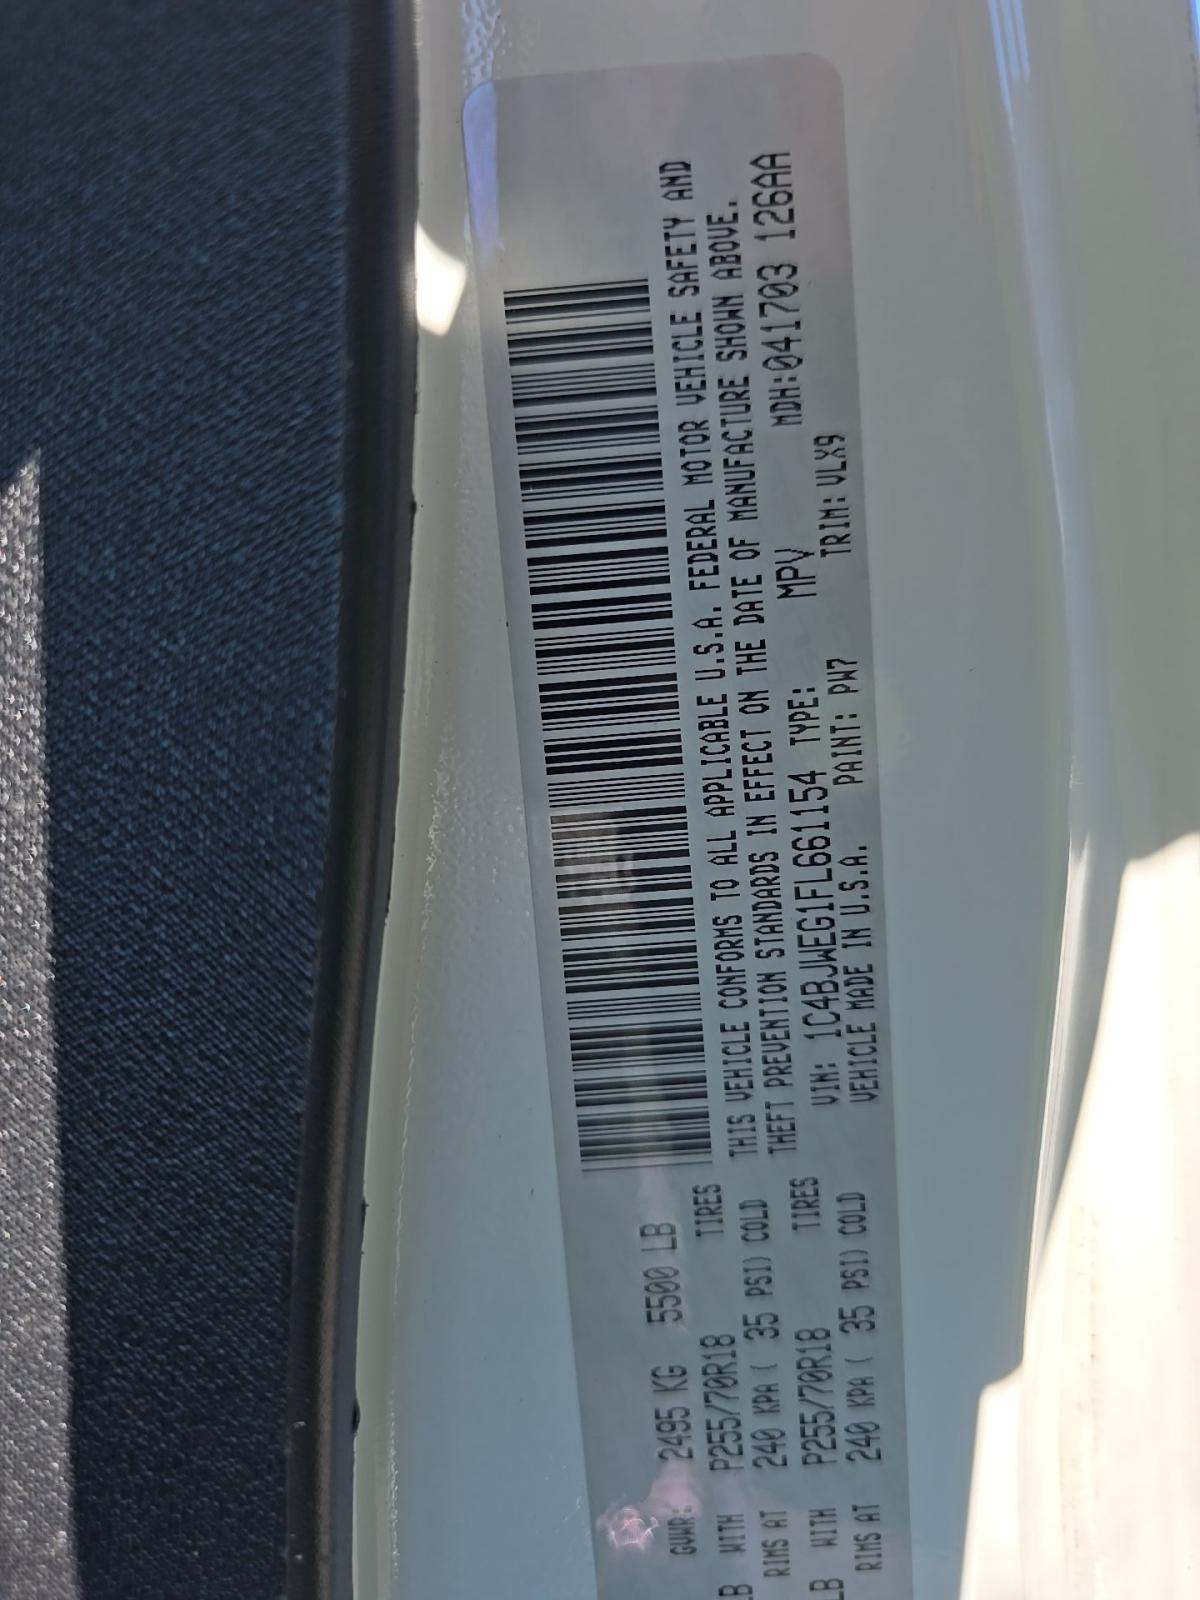 GVWR: 2495 KG 5500 LB
LB WITH P255/70R18 TIRES
RIMS AT 240 KPA ( 35 PSI) COLD
LB WITH P255/70R18 TIRES
RIMS AT 240 KPA ( 35 PSI) COLD
THIS VEHICLE CONFORMS TO ALL APPLICABLE U.S.A. FEDERAL MOTOR VEHICLE SAFETY AND
THEFT PREVENTION STANDARDS IN EFFECT ON THE DATE OF MANUFACTURE SHOWN ABOVE.
VIN: 1C4BJWEG1FL661154 TYPE: MPV MDH:041703 126AA
VEHICLE MADE IN U.S.A. PAINT: PW7 TRIM: VLX9